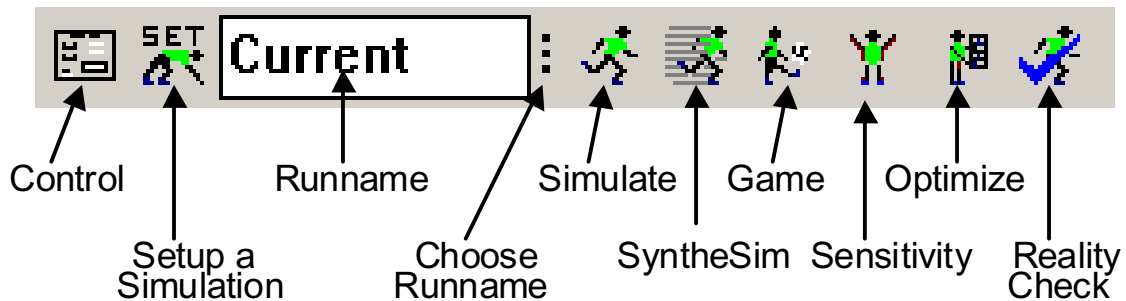 SET
Current
Control
Runname
Simulate
Game
Optimize
Setup a
Simulation
Choose
Runname
SyntheSim
Sensitivity
Reality
Check